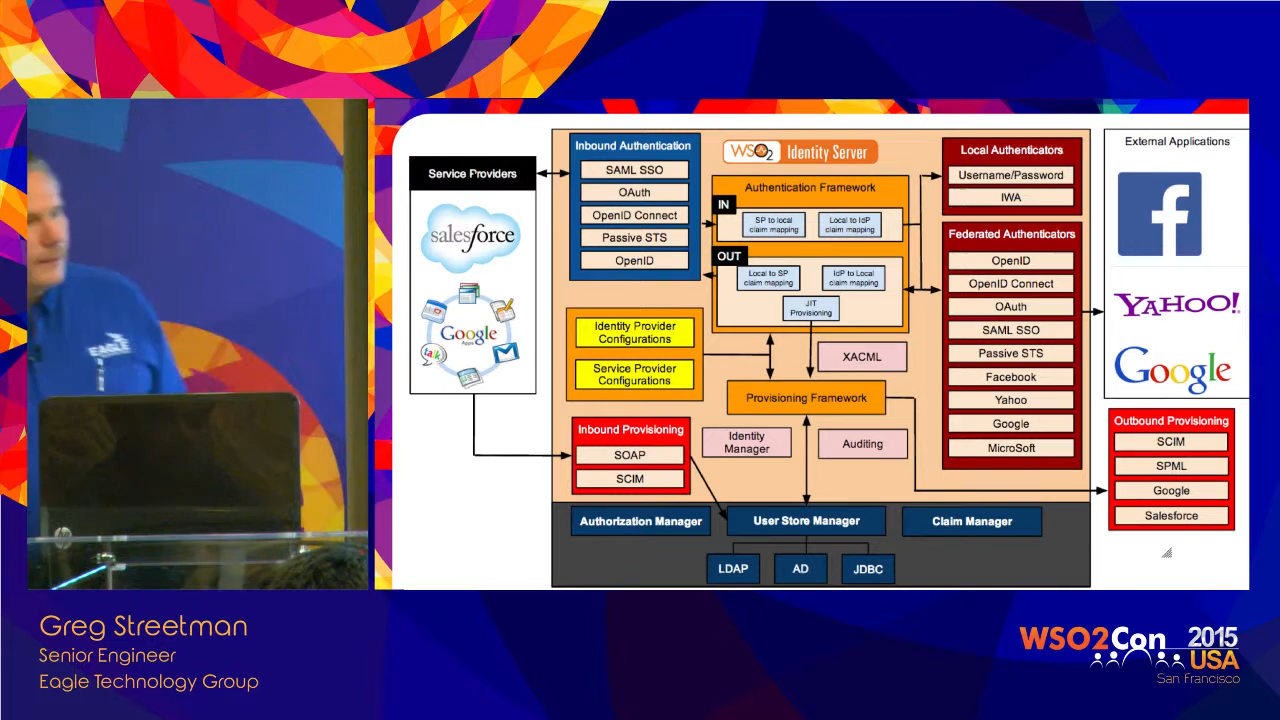 EAGLE
Service Providers
salesforce
Google
Apps
talk
Inbound Authentication
SAML SSO
OAuth
OpenID Connect
Passive STS
OpenID
WSO2 Identity Server
Authentication Framework
IN
SP to local
claim mapping
Local to IdP
claim mapping
OUT
Local to SP
claim mapping
IdP to Local
claim mapping
JIT
Provisioning
Identity Provider
Configurations
Service Provider
Configurations
XACML
Provisioning Framework
Inbound Provisioning
SOAP
SCIM
Identity
Manager
Auditing
Local Authenticators
Username/Password
IWA
Federated Authenticators
OpenID
OpenID Connect
OAuth
SAML SSO
Passive STS
Facebook
Yahoo
Google
MicroSoft
External Applications
f
YAHOO!
Google
Outbound Provisioning
SCIM
SPML
Google
Salesforce
Authorization Manager
User Store Manager
Claim Manager
LDAP
AD
JDBC
Greg Streetman
Senior Engineer
Eagle Technology Group
WSO2Con 2015
USA
San Francisco